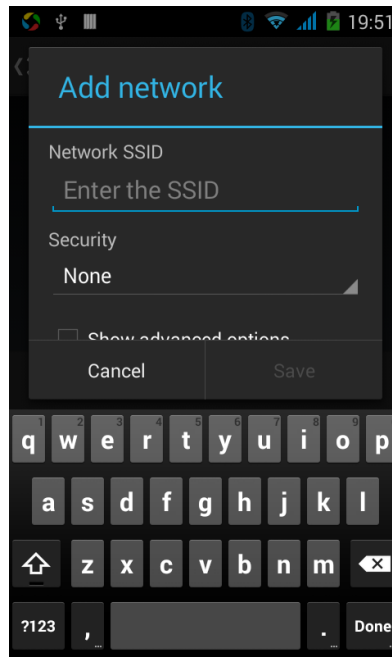 19:51
Add network
Network SSID
Enter the SSID
Security
None
Show advanced options
Cancel Save
1 2 3 4 5 6 7 8 9
q w e r t y u i o p
a s d f g h j k l
z x c v b n m
?123 , ... . ... Done